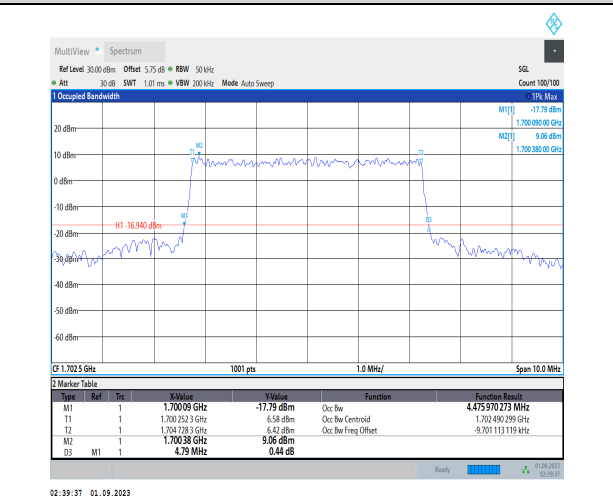 MultiView Spectrum
Ref Level 30.00 dBm Offset 5.75 dB RBW 50 kHz SGL
Att 30 dB SWT 1.01 ms VBW 200 kHz Mode Auto Sweep Count 100/100
1 Occupied Bandwidth 1Pk Max
M1[1] -17.79 dBm
1.700 090 00 GHz
M2[1] 9.06 dBm
1.700 380 00 GHz
20 dBm
M2
T1 T2
10 dBm
0 dBm
-10 dBm
M1
D3
H1 -16.940 dBm
-20 dBm
-30 dBm
-40 dBm
-50 dBm
-60 dBm
CF 1.702 5 GHz 1001 pts 1.0 MHz/ Span 10.0 MHz
2 Marker Table
Type Ref Trc X-Value Y-Value Function Function Result
M1 1 1.700 09 GHz -17.79 dBm Occ Bw 4.475 970 273 MHz
T1 1 1.700 252 3 GHz 6.58 dBm Occ Bw Centroid 1.702 490 299 GHz
T2 1 1.704 728 3 GHz 6.42 dBm Occ Bw Freq Offset -9.701 113 119 kHz
M2 1 1.700 38 GHz 9.06 dBm
D3 M1 1 4.79 MHz 0.44 dB
Ready 01.09.2023
02:39:37
02:39:37 01.09.2023